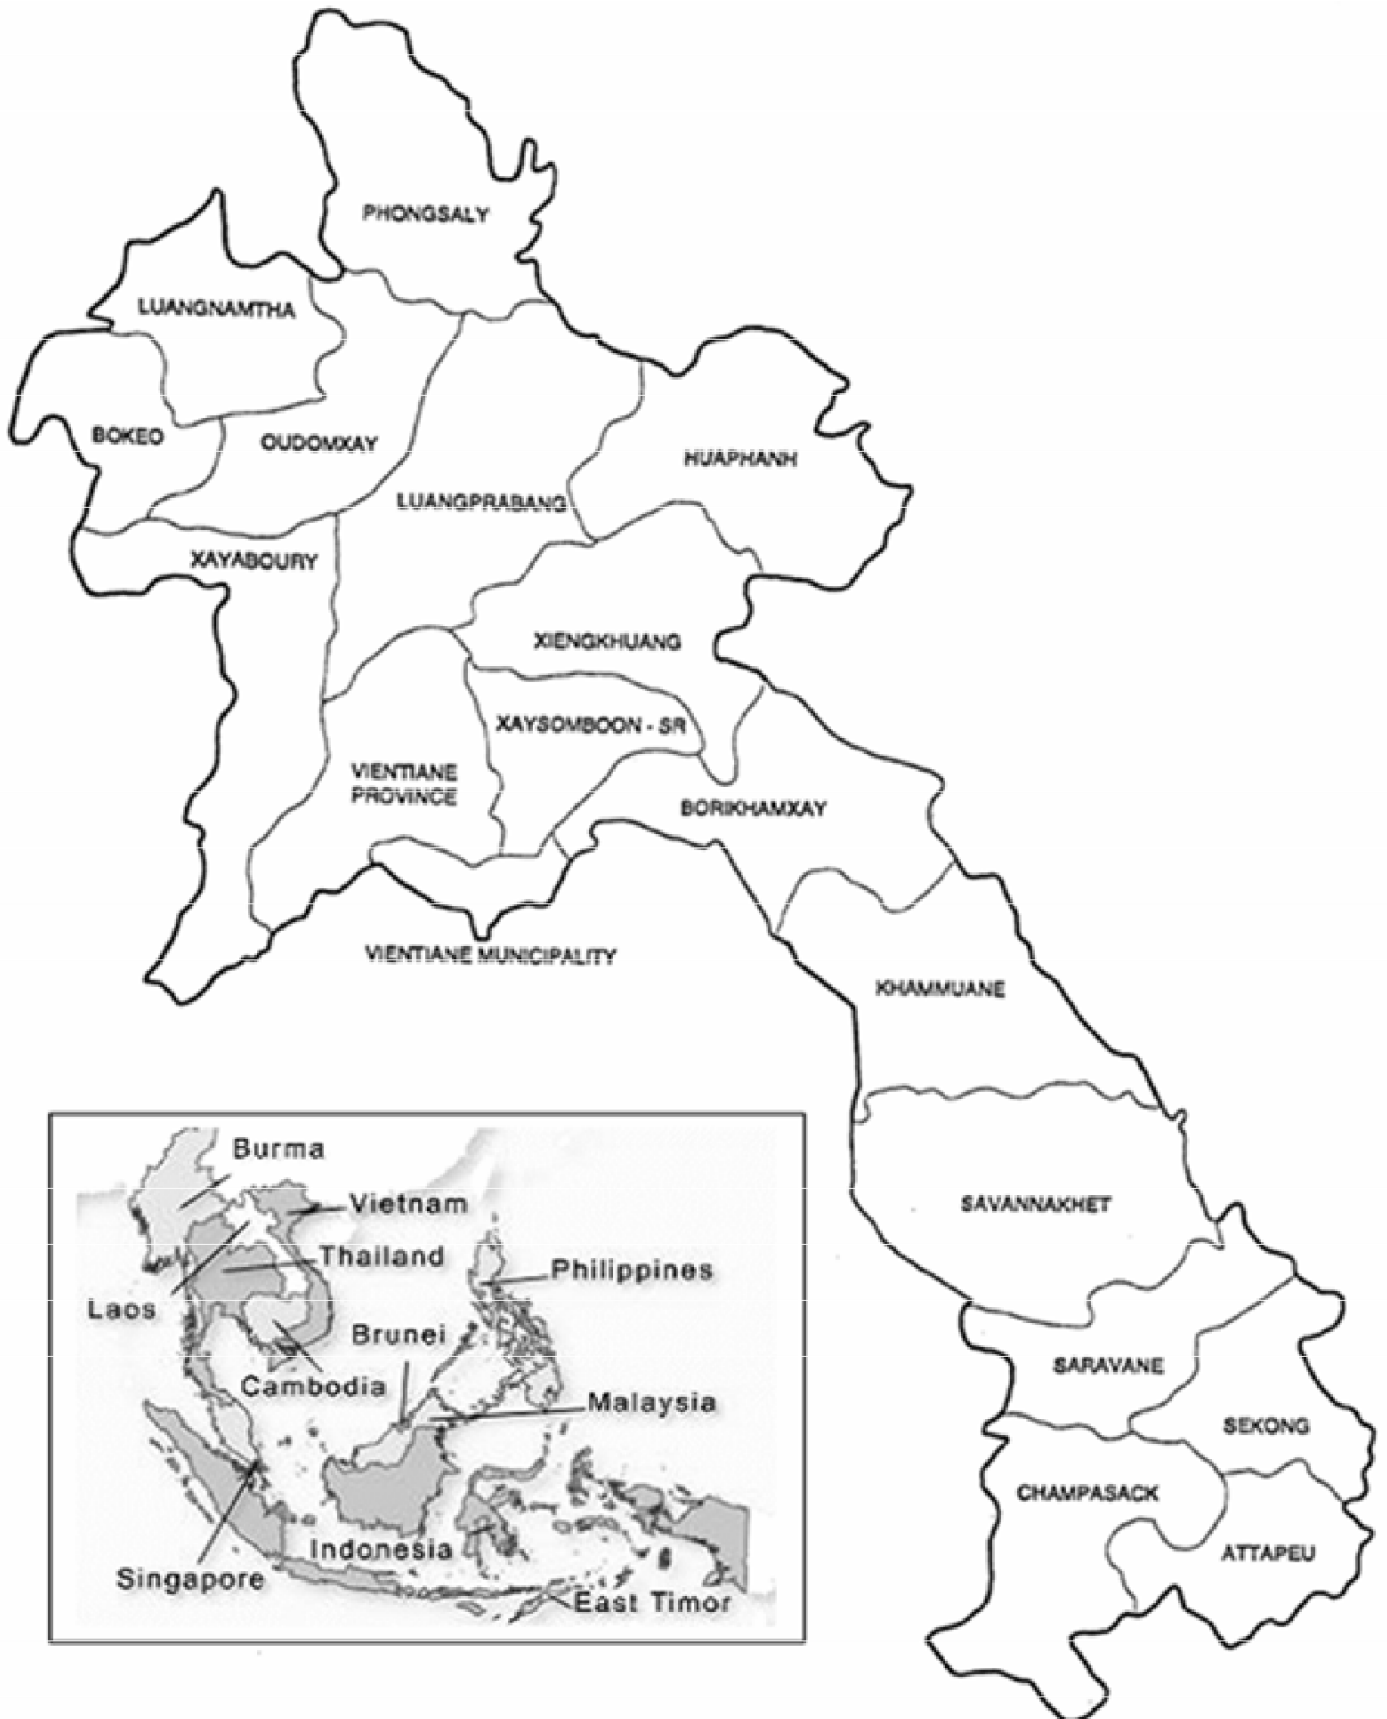 PHONGSALY
LUANGNAMTHA
BOKEO
OUDOMXAY
HUAPHANH
LUANGPRABANG
XAYABOURY
XIENGKHUANG
XAYSOMBOON - SR
VIENTIANE
PROVINCE
BORIKHAMXAY
VIENTIANE MUNICIPALITY
KHAMMUANE
SAVANNAKHET
SARAVANE
SEKONG
CHAMPASACK
ATTAPEU
Burma
Vietnam
Thailand
Philippines
Laos
Brunei
Cambodia
Malaysia
Indonesia
Singapore
East Timor